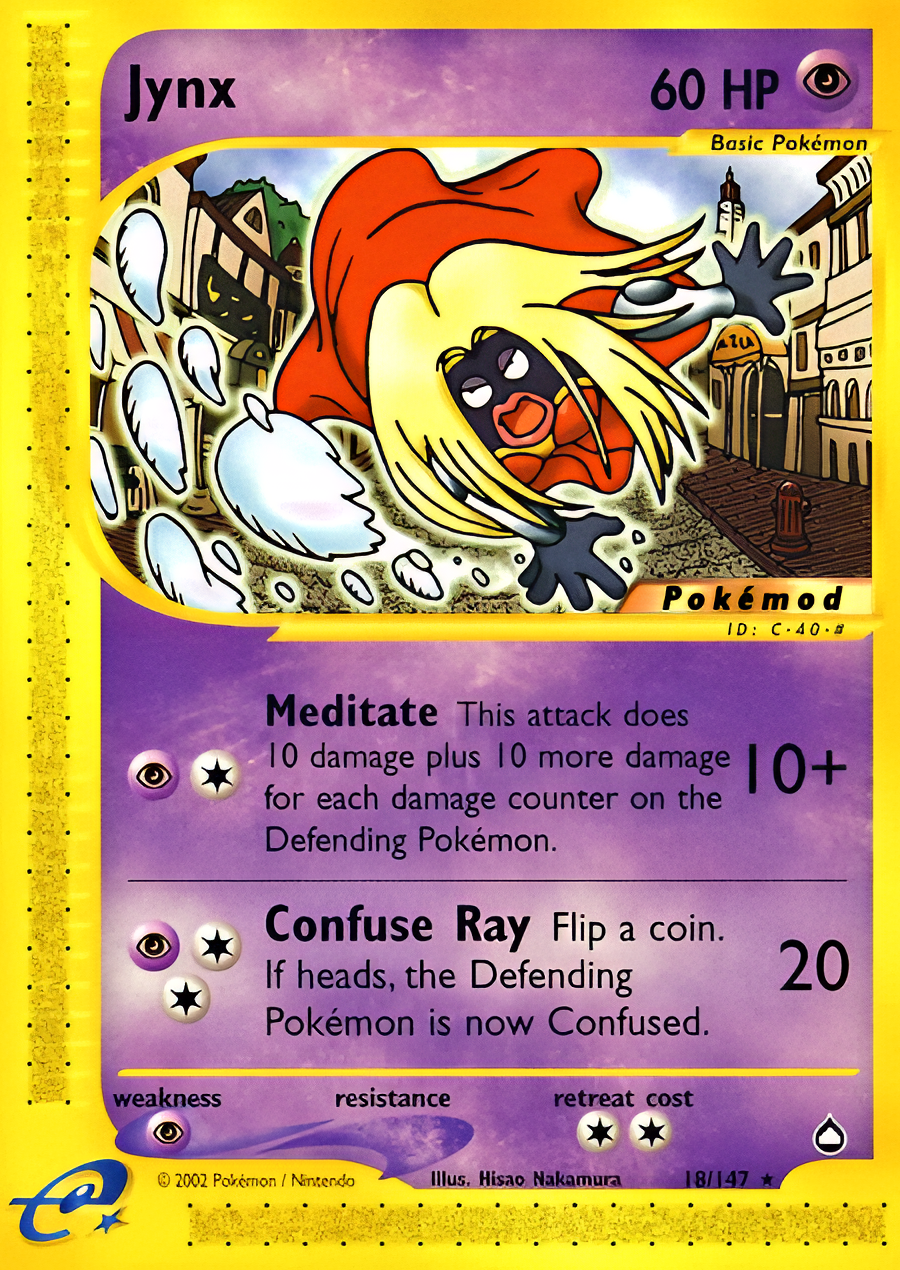 Jynx
60 HP
Basic Pokémon
Pokémod
ID: C-40-#
Meditate This attack does
10 damage plus 10 more damage
for each damage counter on the
Defending Pokémon.
10+
Confuse Ray Flip a coin.
If heads, the Defending
Pokémon is now Confused.
20
weakness
resistance
retreat cost
© 2002 Pokémon / Nintendo
Illus. Hisao Nakamura
18/147 ★
e